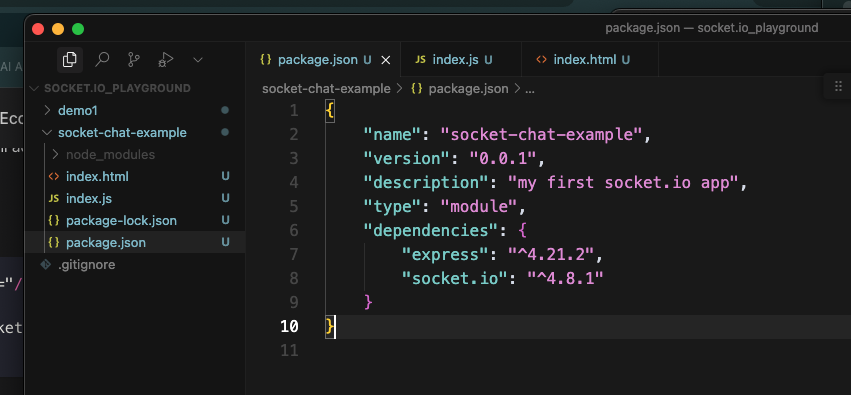 package.json — socket.io_playground
AI A
SOCKET.IO_PLAYGROUND
demo1
socket-chat-example
node_modules
index.html U
JS index.js U
{} package-lock.json U
{} package.json U
.gitignore
{} package.json U
JS index.js U
index.html U
socket-chat-example > {} package.json > ...
1 {
2 "name": "socket-chat-example",
3 "version": "0.0.1",
4 "description": "my first socket.io app",
5 "type": "module",
6 "dependencies": {
7 "express": "^4.21.2",
8 "socket.io": "^4.8.1"
9 }
10 }
11
Ecc
="/
ket